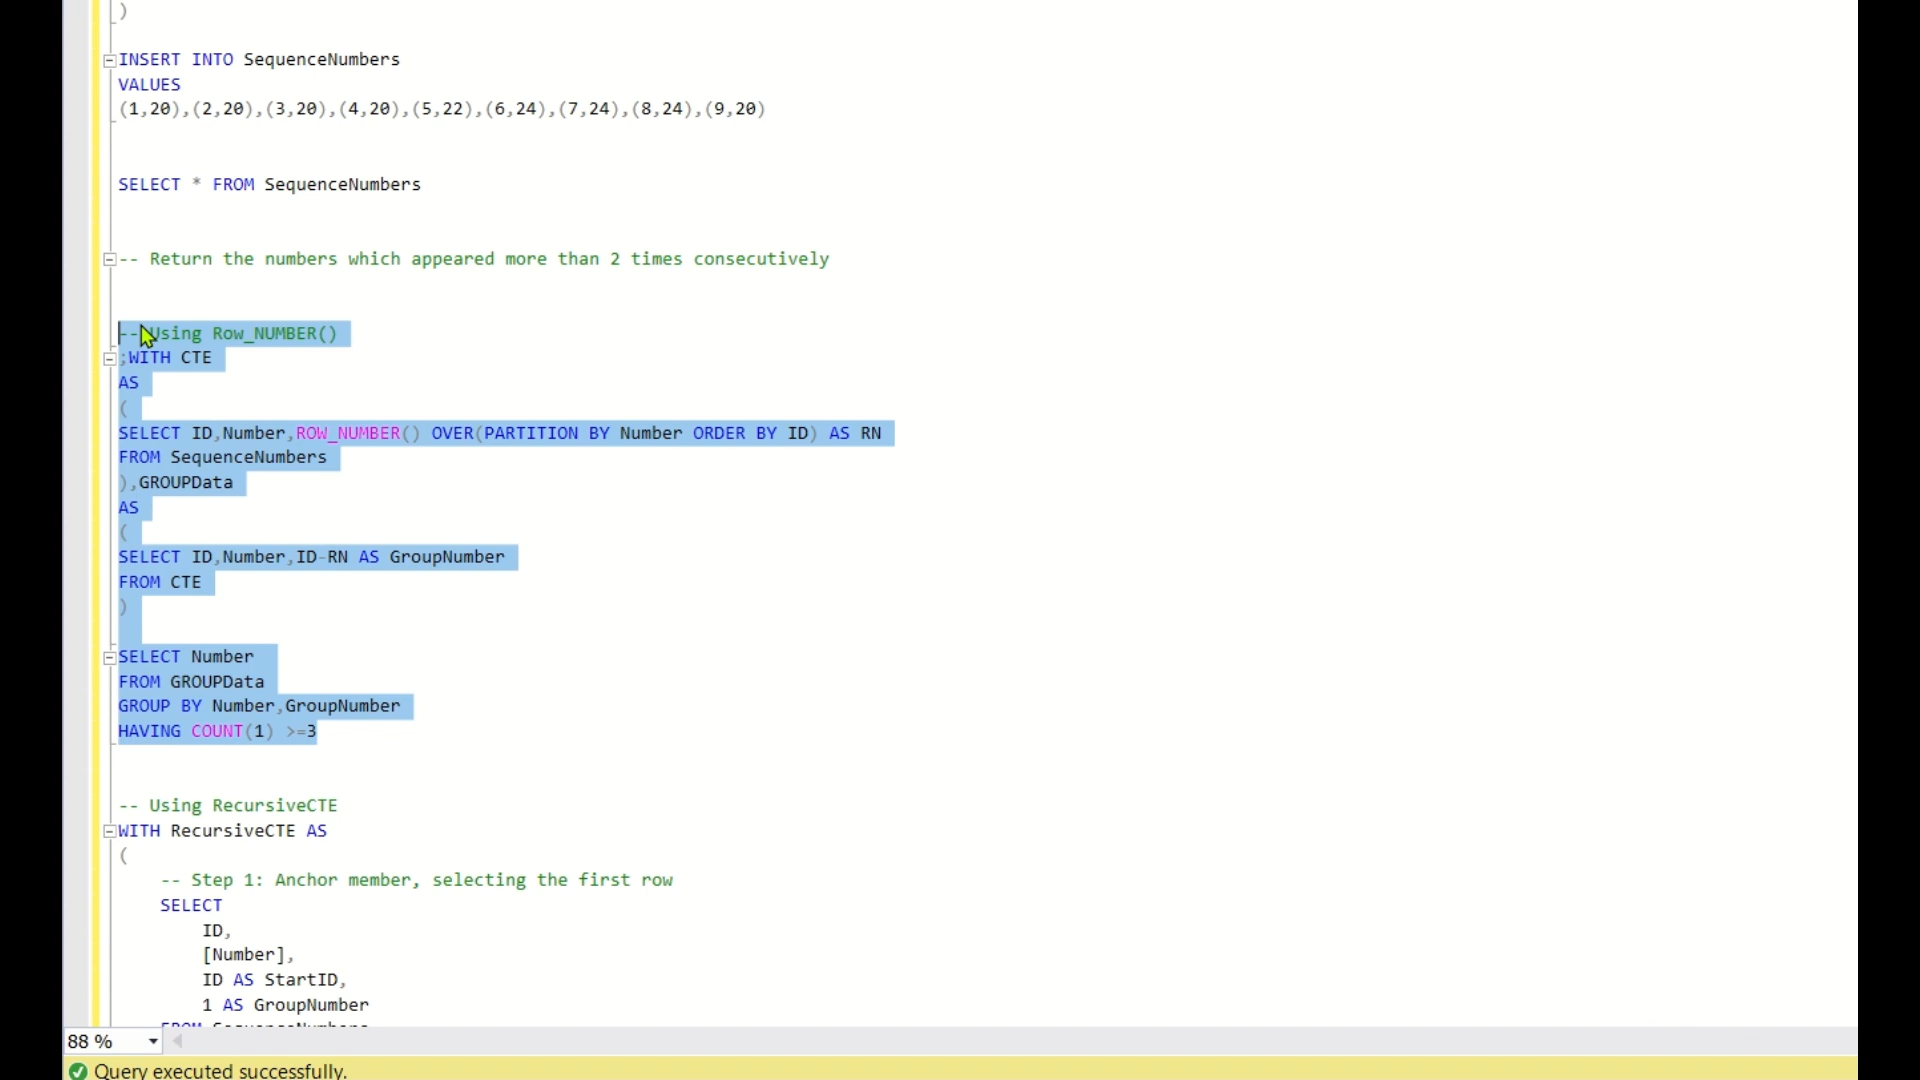 )
INSERT INTO SequenceNumbers
VALUES
(1,20),(2,20),(3,20),(4,20),(5,22),(6,24),(7,24),(8,24),(9,20)
SELECT * FROM SequenceNumbers
-- Return the numbers which appeared more than 2 times consecutively
-- Using Row_NUMBER()
;WITH CTE
AS
(
SELECT ID,Number,ROW_NUMBER() OVER(PARTITION BY Number ORDER BY ID) AS RN
FROM SequenceNumbers
),GROUPData
AS
(
SELECT ID,Number,ID-RN AS GroupNumber
FROM CTE
)
SELECT Number
FROM GROUPData
GROUP BY Number,GroupNumber
HAVING COUNT(1) >=3
-- Using RecursiveCTE
WITH RecursiveCTE AS
(
-- Step 1: Anchor member, selecting the first row
SELECT
ID,
[Number],
ID AS StartID,
1 AS GroupNumber
FROM SequenceNumbers
88 %
Query executed successfully.